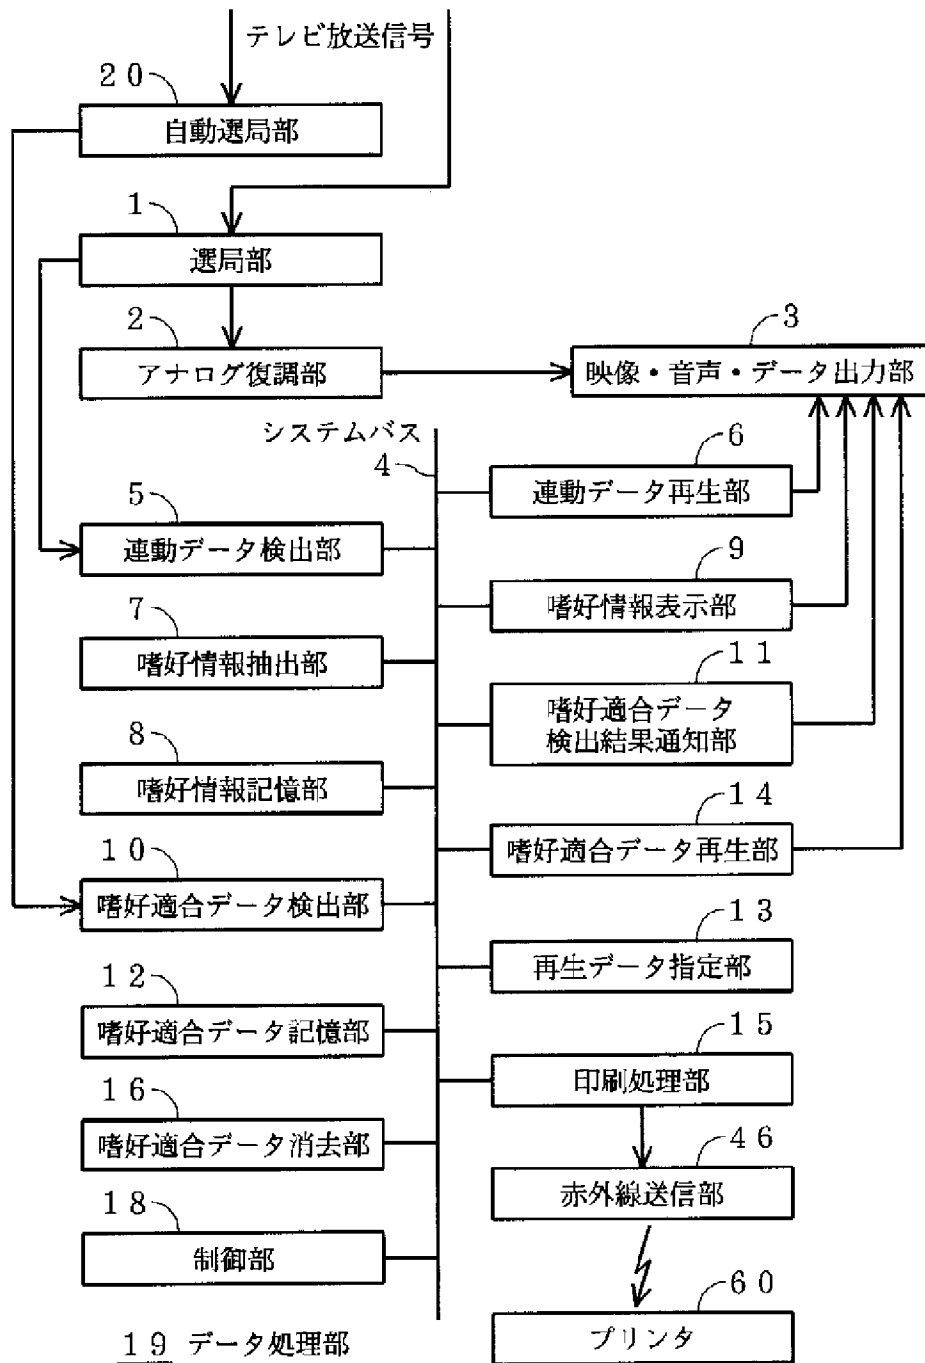 テレビ放送信号
20
自動選局部
1
選局部
2
アナログ復調部
3
映像・音声・データ出力部
システムバス
4
5
連動データ検出部
6
連動データ再生部
7
嗜好情報抽出部
9
嗜好情報表示部
8
嗜好情報記憶部
11
嗜好適合データ
検出結果通知部
10
嗜好適合データ検出部
14
嗜好適合データ再生部
12
嗜好適合データ記憶部
13
再生データ指定部
16
嗜好適合データ消去部
15
印刷処理部
18
制御部
46
赤外線送信部
60
プリンタ
19 データ処理部